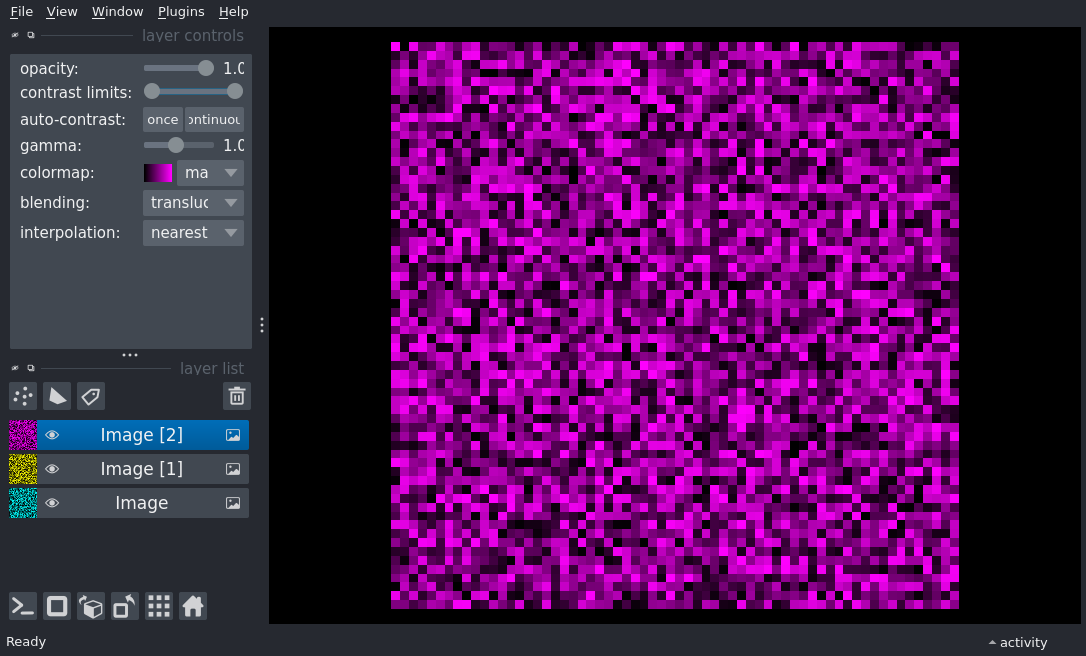 File View Window Plugins Help
layer controls
opacity: 1.0
contrast limits:
auto-contrast: once ontinuou
gamma: 1.0
colormap: ma
blending: transluc
interpolation: nearest
layer list
Image [2]
Image [1]
Image
Ready
activity